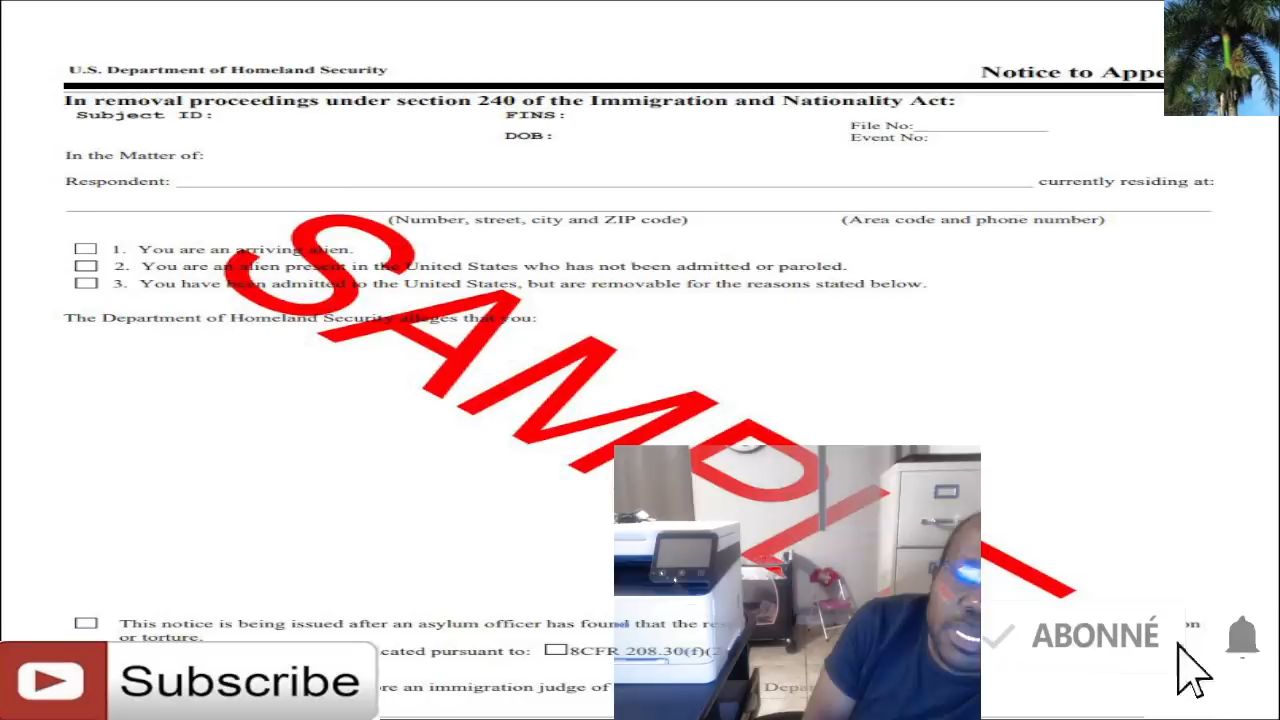 U.S. Department of Homeland Security
Notice to Appe
In removal proceedings under section 240 of the Immigration and Nationality Act:
Subject ID: FINS: File No:
DOB: Event No:
In the Matter of:
Respondent: currently residing at:
(Number, street, city and ZIP code) (Area code and phone number)
1. You are an arriving alien.
2. You are an alien present in the United States who has not been admitted or paroled.
3. You have been admitted to the United States, but are removable for the reasons stated below.
The Department of Homeland Security alleges that you:
SAMPL
This notice is being issued after an asylum officer has found that the on
or torture.
pursuant to: 8CFR 208.30(f)(2
an immigration judge of Depa
Subscribe
ABONNÉ